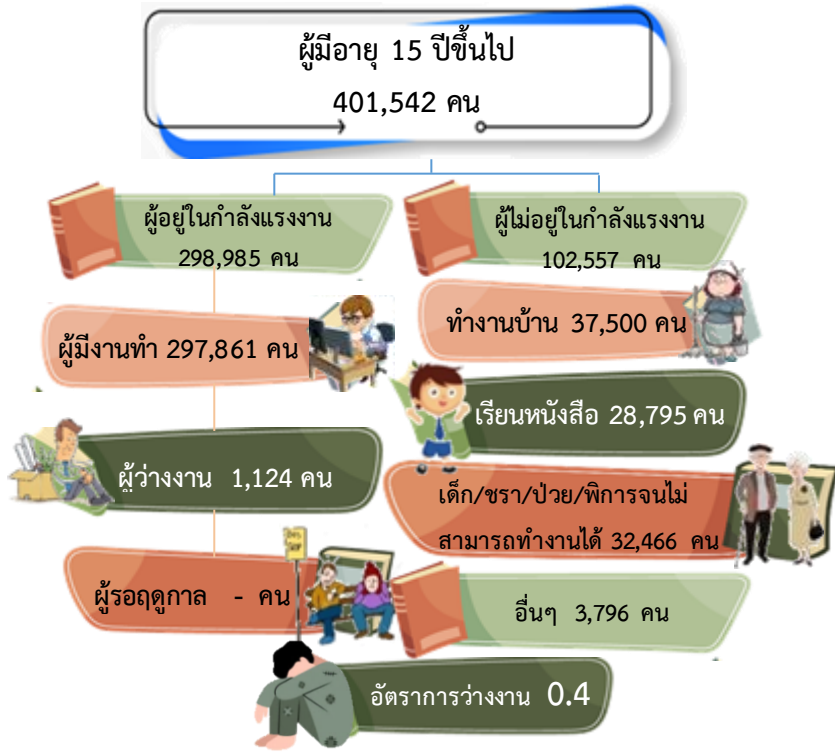 ผู้มีอายุ 15 ปีขึ้นไป
401,542 คน
ผู้อยู่ในกำลังแรงงาน
298,985 คน
ผู้มีงานทำ 297,861 คน
ผู้ว่างงาน 1,124 คน
ผู้รอฤดูกาล - คน
ผู้ไม่อยู่ในกำลังแรงงาน
102,557 คน
ทำงานบ้าน 37,500 คน
เรียนหนังสือ 28,795 คน
เด็ก/ชรา/ป่วย/พิการจนไม่
สามารถทำงานได้ 32,466 คน
อื่นๆ 3,796 คน
อัตราการว่างงาน 0.4